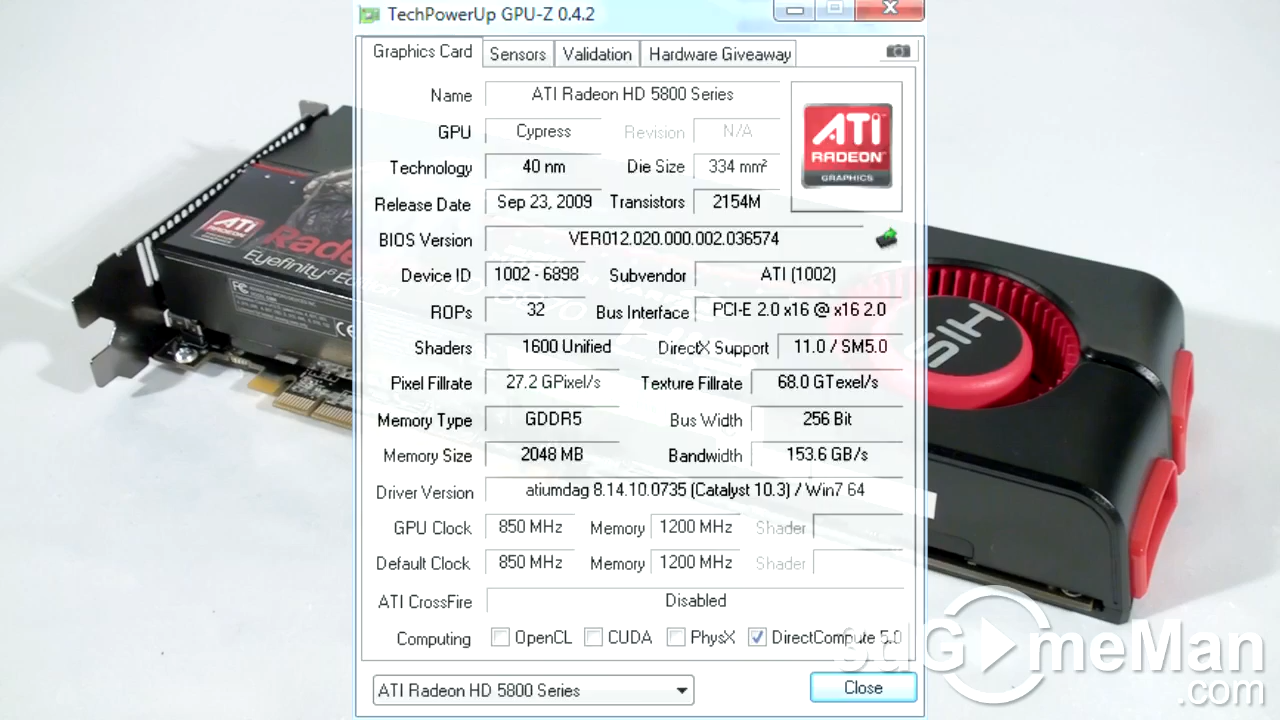 TechPowerUp GPU-Z 0.4.2
Graphics Card Sensors Validation Hardware Giveaway
Name ATI Radeon HD 5800 Series
GPU Cypress Revision N/A
Technology 40 nm Die Size 334 mm²
Release Date Sep 23, 2009 Transistors 2154M
BIOS Version VER012.020.000.002.036574
Device ID 1002 - 6898 Subvendor ATI (1002)
ROPs 32 Bus Interface PCI-E 2.0 x16 @ x16 2.0
Shaders 1600 Unified DirectX Support 11.0 / SM5.0
Pixel Fillrate 27.2 GPixel/s Texture Fillrate 68.0 GTexel/s
Memory Type GDDR5 Bus Width 256 Bit
Memory Size 2048 MB Bandwidth 153.6 GB/s
Driver Version atiumdag 8.14.10.0735 (Catalyst 10.3) / Win7 64
GPU Clock 850 MHz Memory 1200 MHz Shader
Default Clock 850 MHz Memory 1200 MHz Shader
ATI CrossFire Disabled
Computing OpenCL CUDA PhysX DirectCompute 5.0
ATI Radeon HD 5800 Series
Close
ATI
RADEON
GRAPHICS
ATI
RADEON
Eyefinity⁶
FC
CE
HIS
3dGameMan
.com